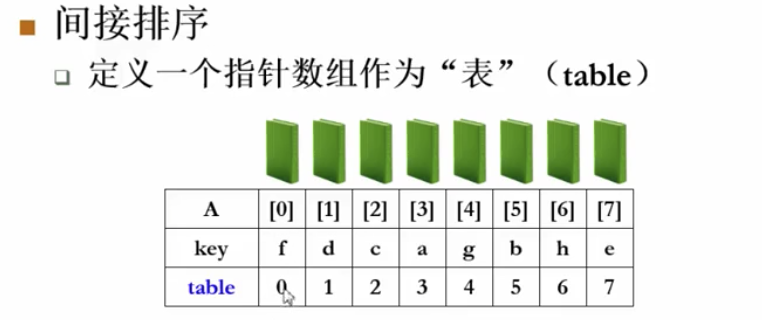 间接排序
定义一个指针数组作为“表”（table）
A [0] [1] [2] [3] [4] [5] [6] [7]
key f d c a g b h e
table 0 1 2 3 4 5 6 7